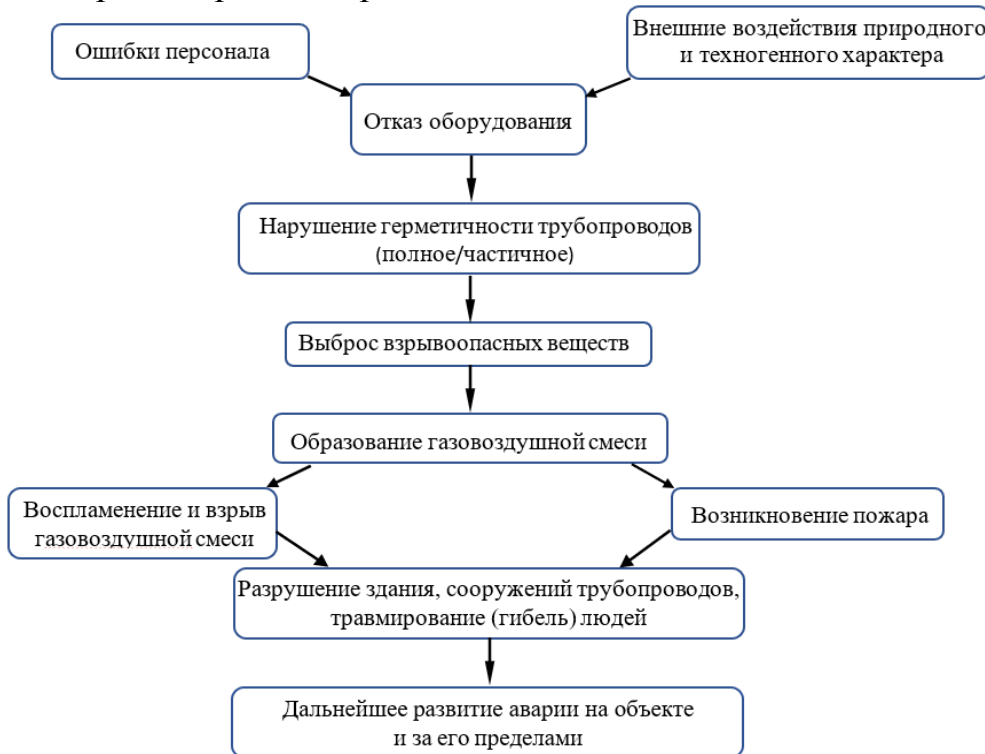 Ошибки персонала
Внешние воздействия природного
и техногенного характера
Отказ оборудования
Нарушение герметичности трубопроводов
(полное/частичное)
Выброс взрывоопасных веществ
Образование газовоздушной смеси
Воспламенение и взрыв
газовоздушной смеси
Возникновение пожара
Разрушение здания, сооружений трубопроводов,
травмирование (гибель) людей
Дальнейшее развитие аварии на объекте
и за его пределами